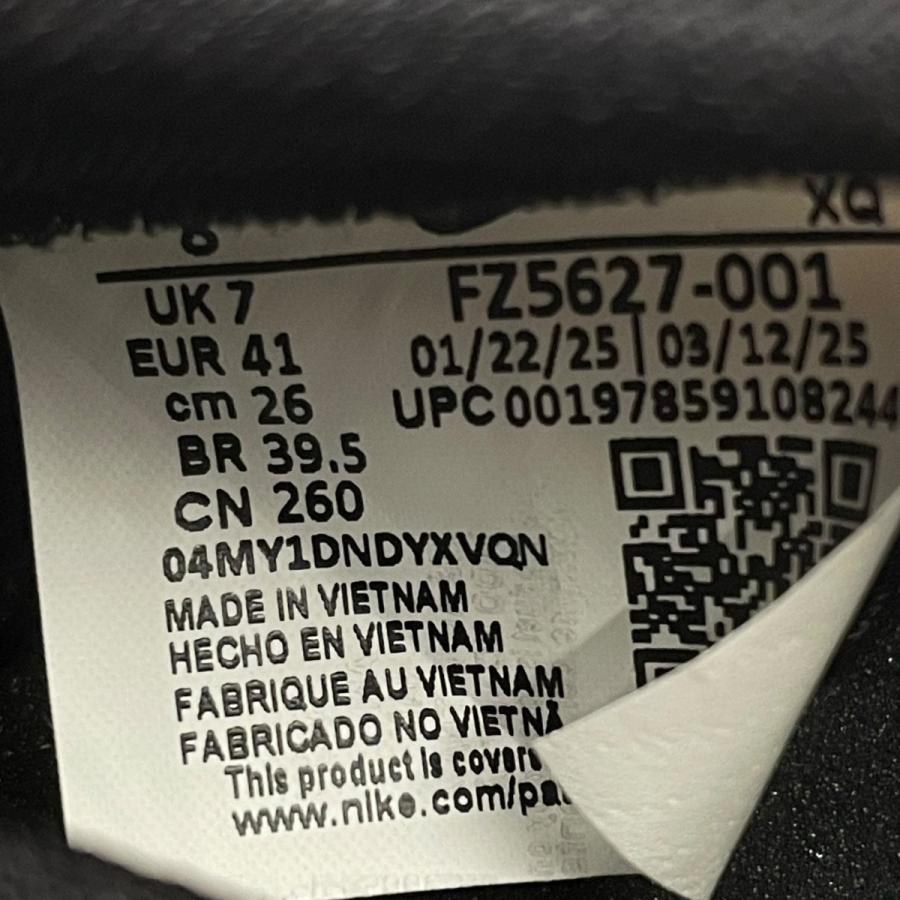 8 XQ
UK 7 FZ5627-001
EUR 41 01/22/25 | 03/12/25
cm 26 UPC 00197859108244
BR 39.5
CN 260
04MY1DNDYXVQN
MADE IN VIETNAM
HECHO EN VIETNAM
FABRIQUE AU VIETNAM
FABRICADO NO VIETNÃ
This product is covere
www.nike.com/pa